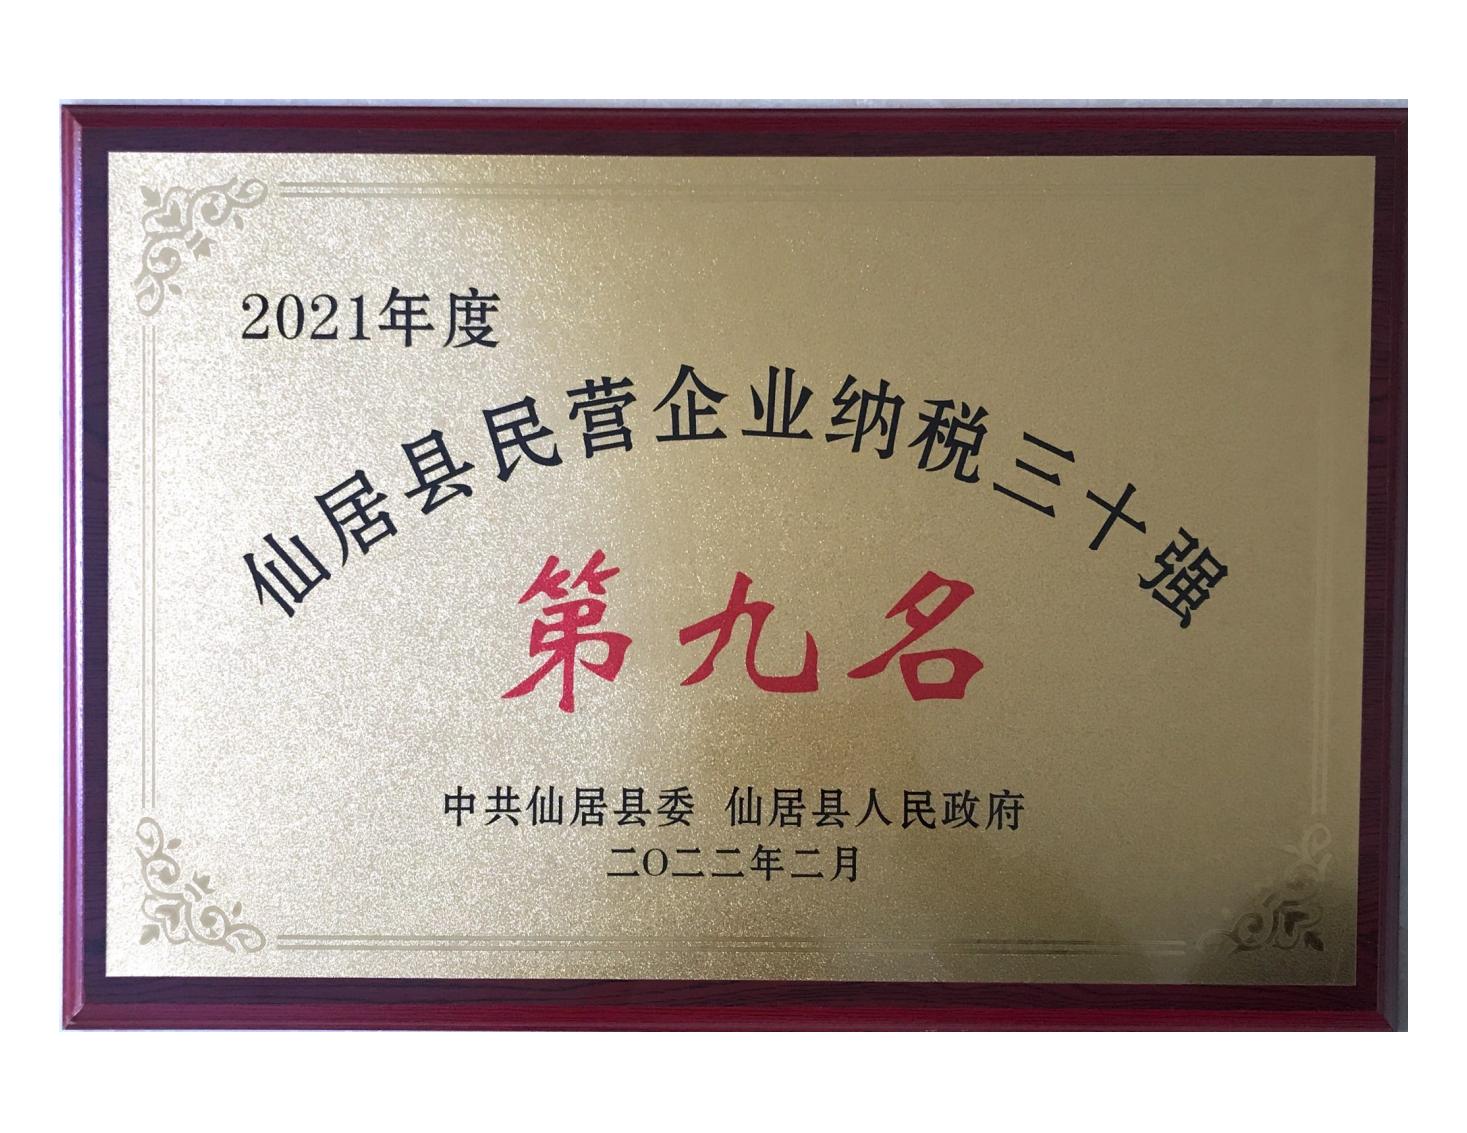 2021年度
仙居县民营企业纳税三十强
第九名
中共仙居县委 仙居县人民政府
二〇二二年二月